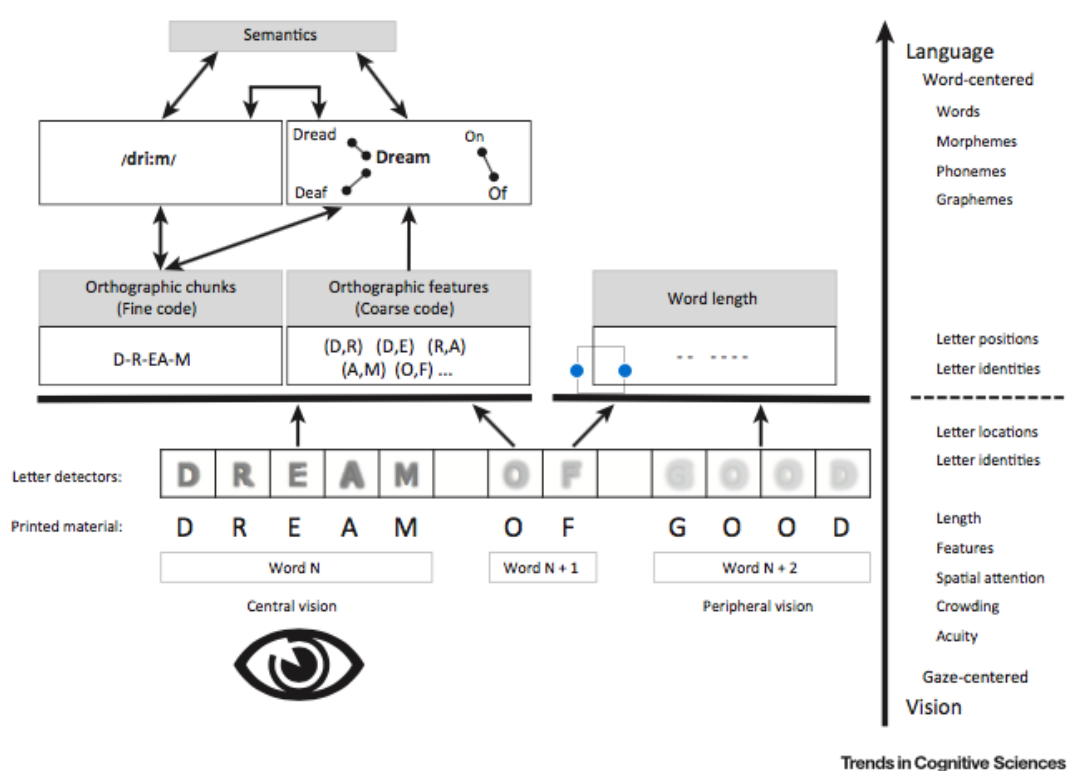 Semantics
/dri:m/
Dread
Dream
Deaf
On
Of
Orthographic chunks
(Fine code)
D-R-EA-M
Orthographic features
(Coarse code)
(D,R) (D,E) (R,A)
(A,M) (O,F) ...
Word length
-- ----
Letter detectors: D R E A M O F G O O D
Printed material: D R E A M O F G O O D
Word N Word N + 1 Word N + 2
Central vision Peripheral vision
Language
Word-centered
Words
Morphemes
Phonemes
Graphemes
Letter positions
Letter identities
Letter locations
Letter identities
Length
Features
Spatial attention
Crowding
Acuity
Gaze-centered
Vision
Trends in Cognitive Sciences